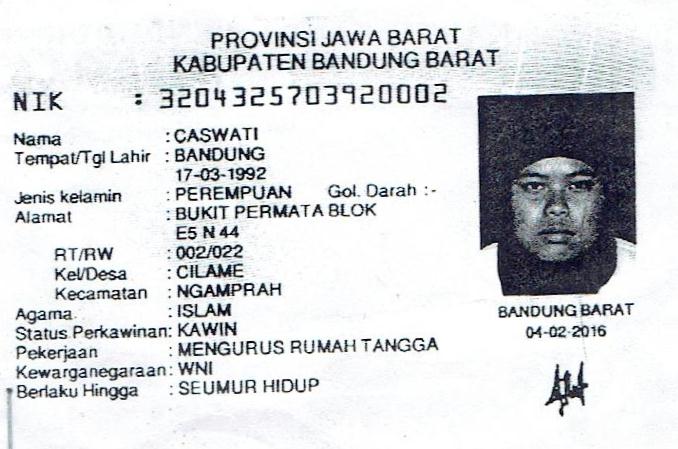 PROVINSI JAWA BARAT
KABUPATEN BANDUNG BARAT
NIK : 3204325703920002
Nama : CASWATI
Tempat/Tgl Lahir : BANDUNG
17-03-1992
Jenis kelamin : PEREMPUAN Gol. Darah :-
Alamat : BUKIT PERMATA BLOK
E5 N 44
RT/RW : 002/022
Kel/Desa : CILAME
Kecamatan : NGAMPRAH
Agama : ISLAM
Status Perkawinan: KAWIN
Pekerjaan : MENGURUS RUMAH TANGGA
Kewarganegaraan: WNI
Berlaku Hingga : SEUMUR HIDUP
BANDUNG BARAT
04-02-2016